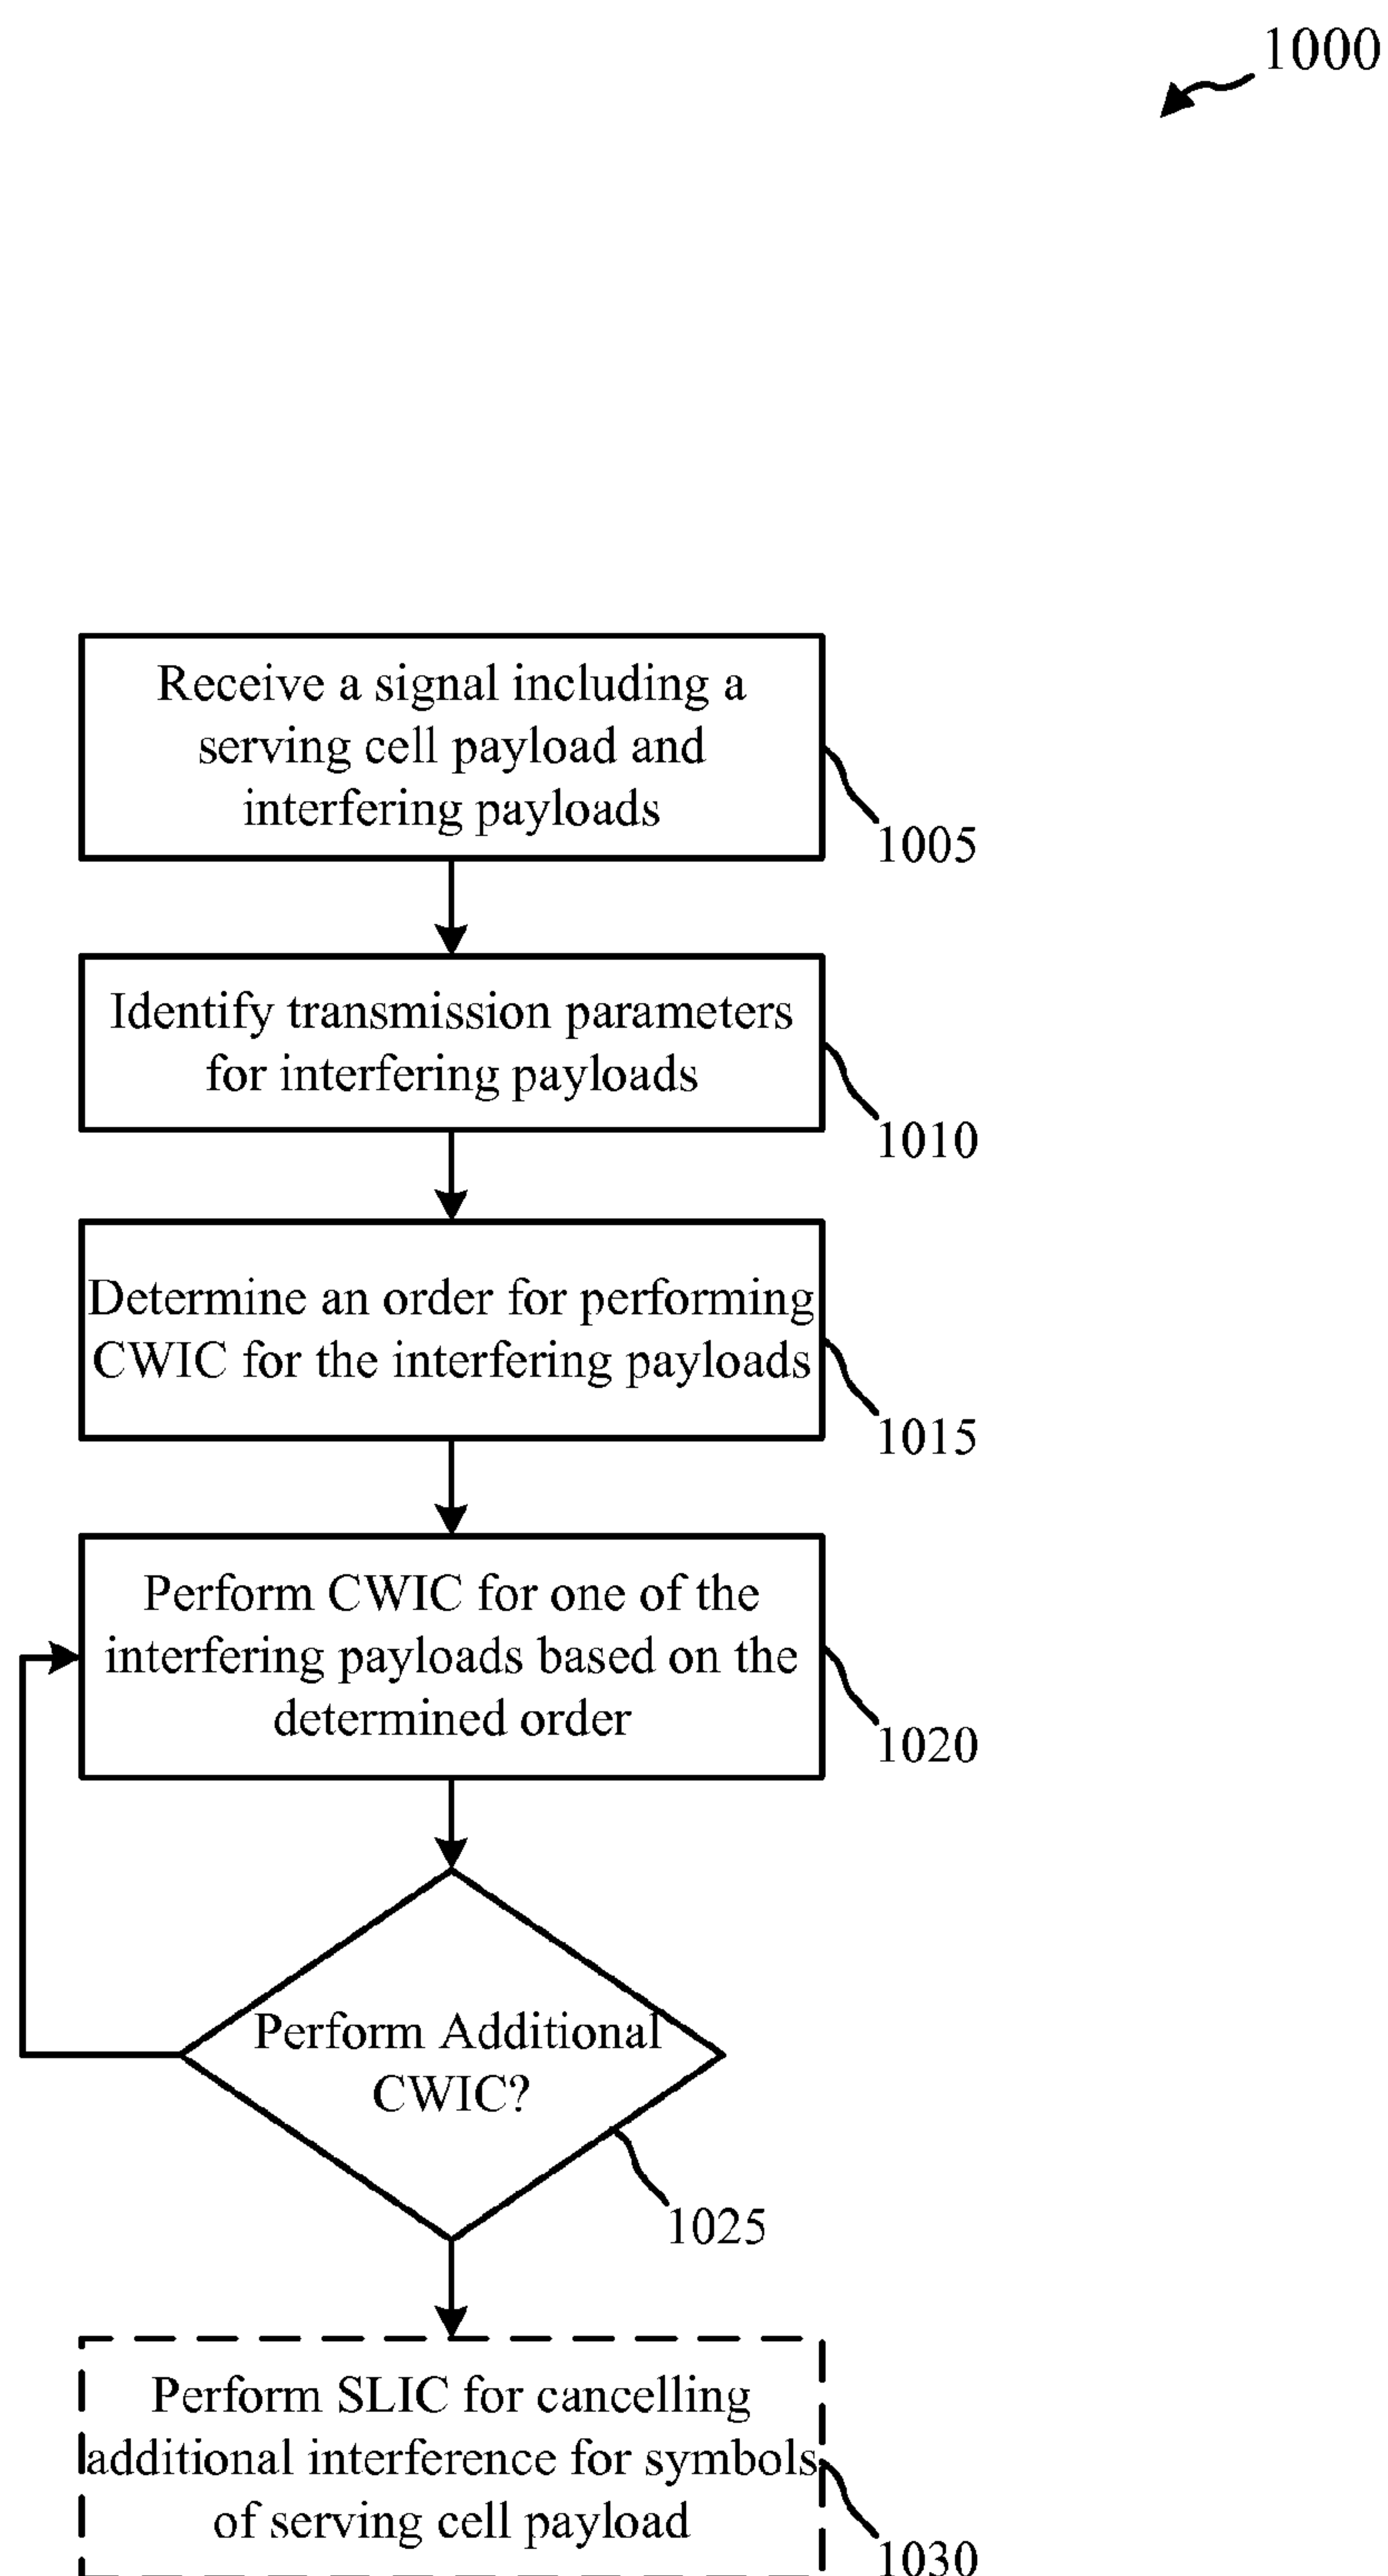 1000
Receive a signal including a
serving cell payload and
interfering payloads
1005
Identify transmission parameters
for interfering payloads
1010
Determine an order for performing
CWIC for the interfering payloads
1015
Perform CWIC for one of the
interfering payloads based on the
determined order
1020
Perform Additional
CWIC?
1025
Perform SLIC for cancelling
additional interference for symbols
of serving cell payload
1030